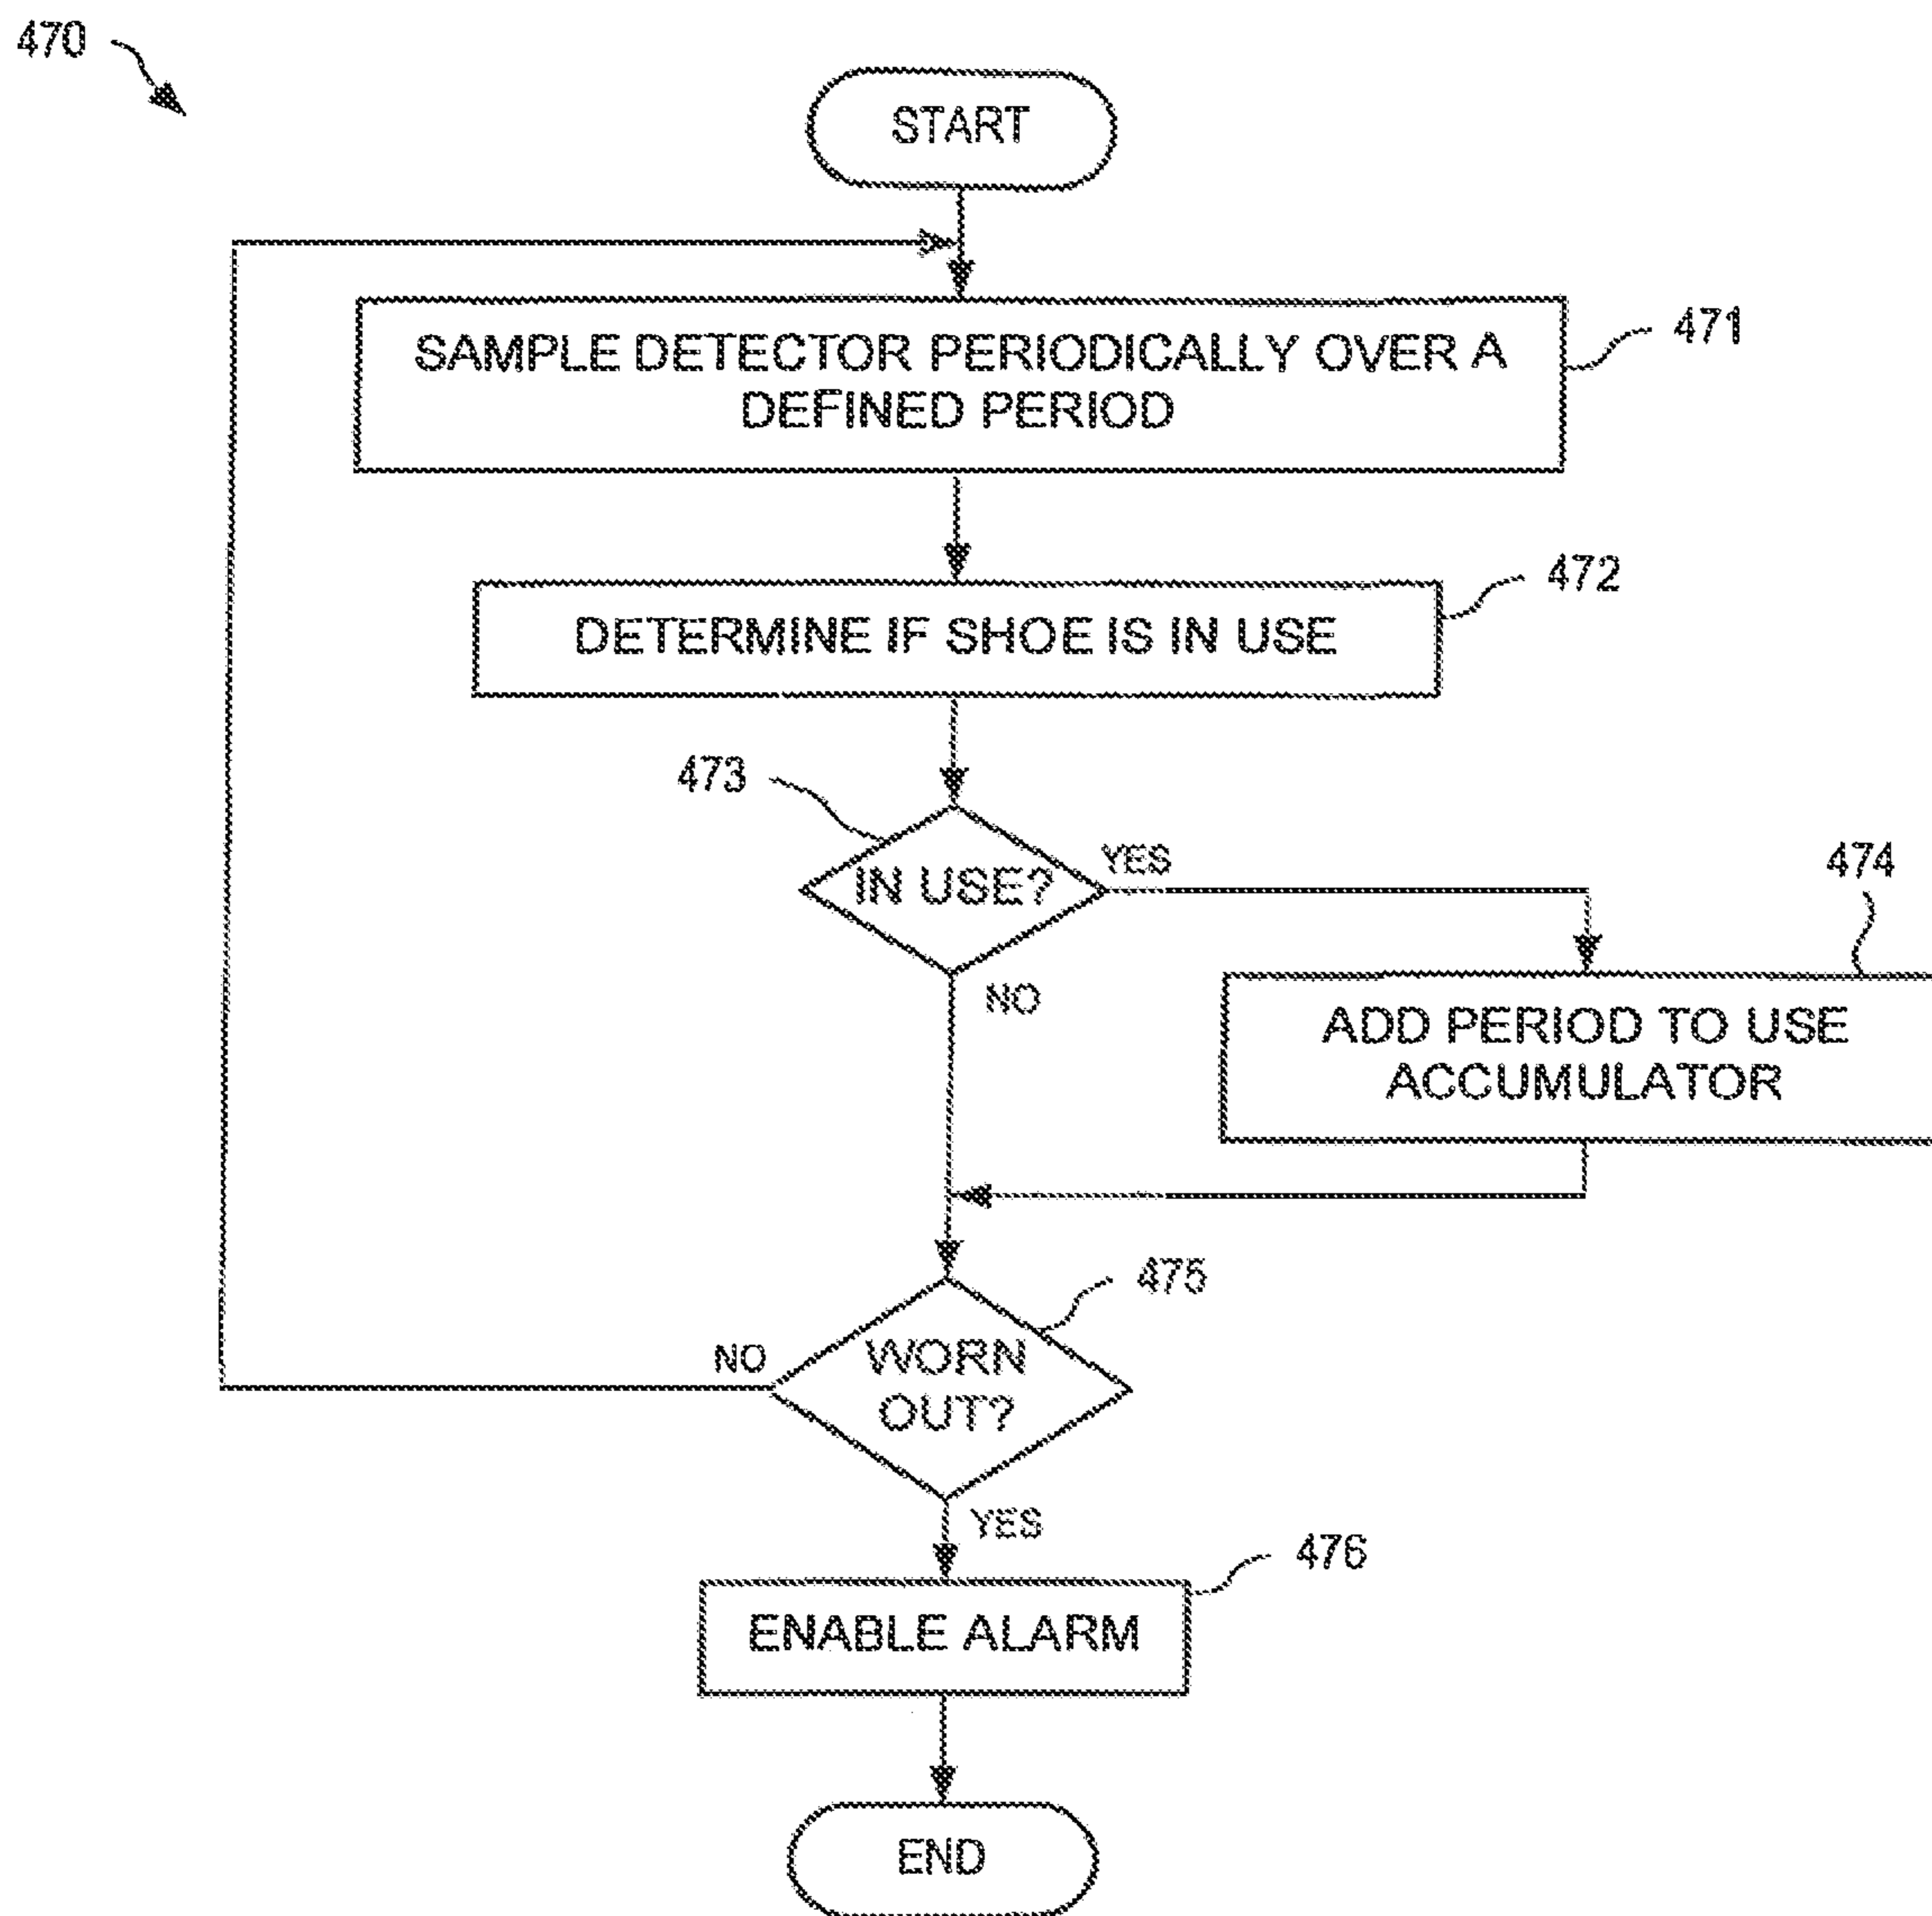 470
START
SAMPLE DETECTOR PERIODICALLY OVER A
DEFINED PERIOD
471
DETERMINE IF SHOE IS IN USE
472
473
IN USE?
YES
NO
474
ADD PERIOD TO USE
ACCUMULATOR
475
WORN
OUT?
NO
YES
476
ENABLE ALARM
END